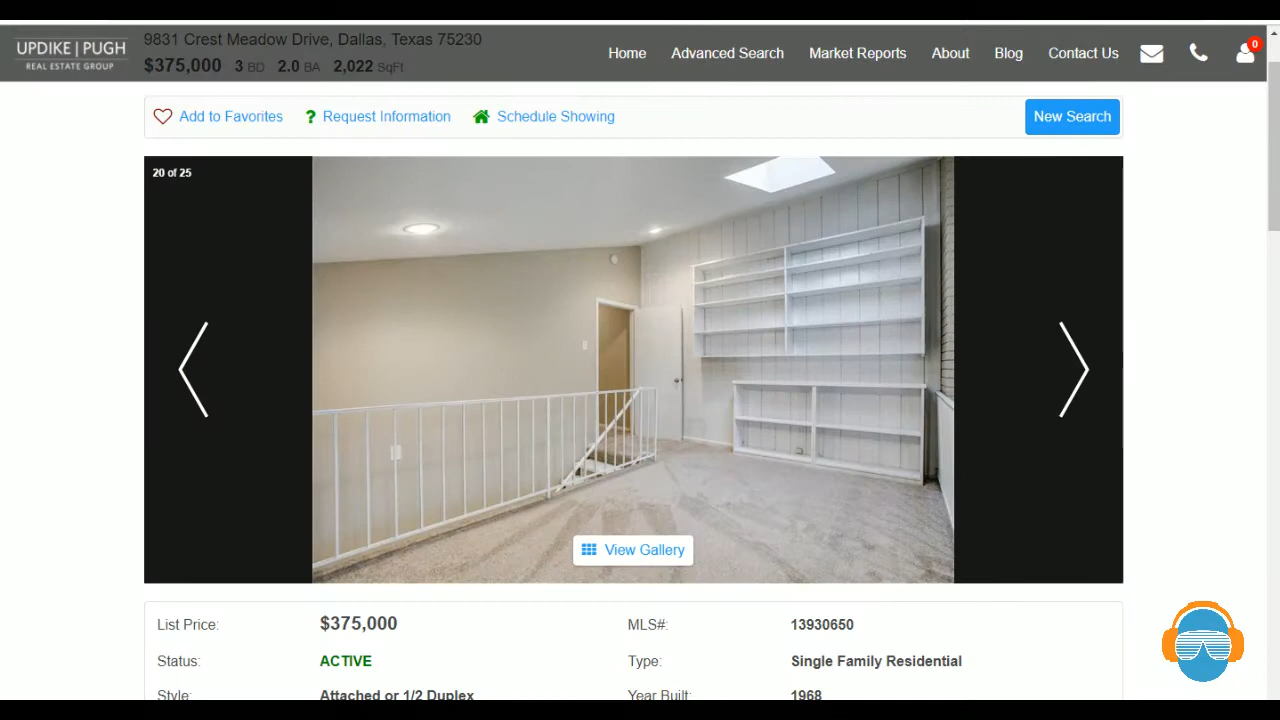 UPDIKE | PUGH
REAL ESTATE GROUP
9831 Crest Meadow Drive, Dallas, Texas 75230
$375,000 3 BD 2.0 BA 2,022 SqFt
Home Advanced Search Market Reports About Blog Contact Us 0
Add to Favorites ? Request Information Schedule Showing New Search
20 of 25
View Gallery
List Price: $375,000 MLS#: 13930650
Status: ACTIVE Type: Single Family Residential
Style: Attached or 1/2 Duplex Year Built: 1968